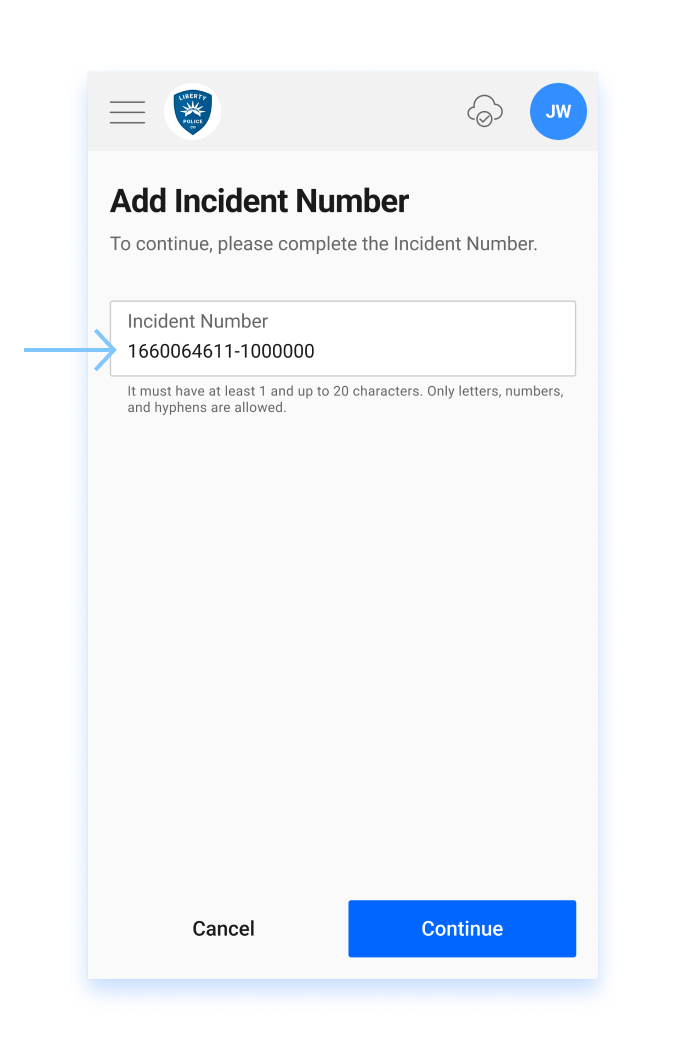 LIBERTY
POLICE
CO
JW
Add Incident Number
To continue, please complete the Incident Number.
Incident Number
1660064611-1000000
It must have at least 1 and up to 20 characters. Only letters, numbers,
and hyphens are allowed.
Cancel
Continue